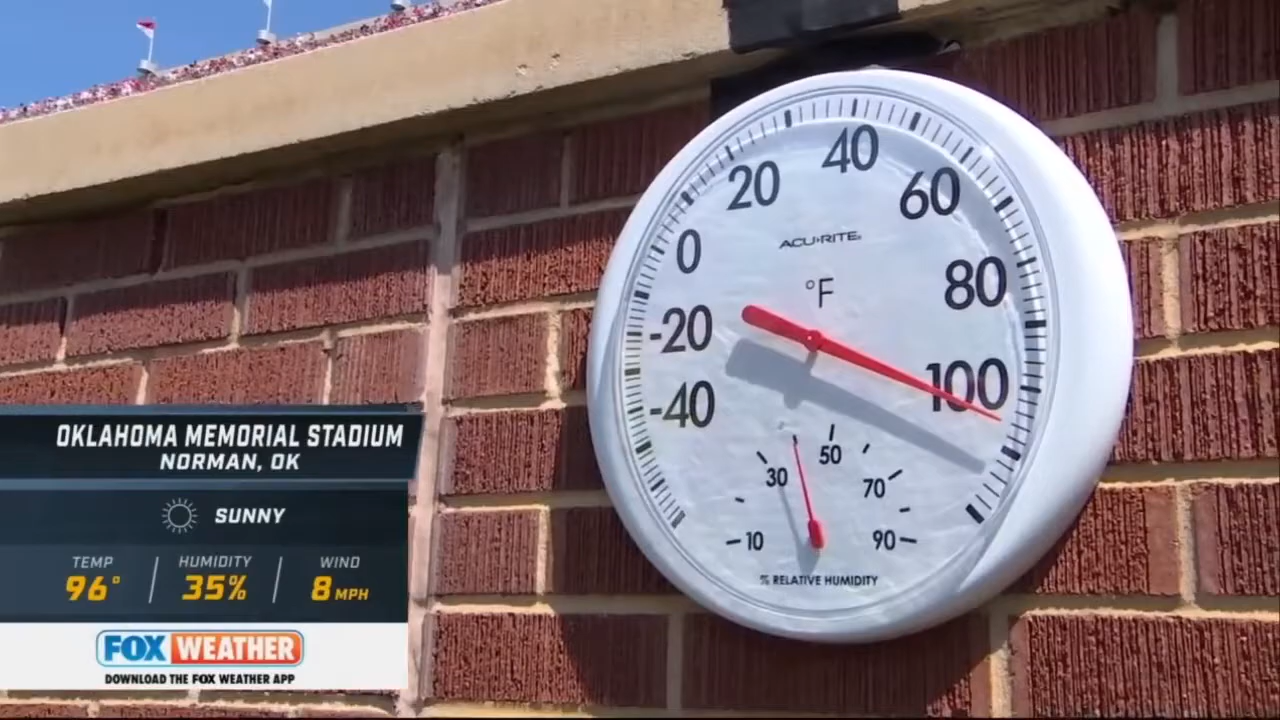 40
20
60
ACU▸RITE.
0
°F
80
-20
100
-40
50
30
70
10
90
% RELATIVE HUMIDITY
OKLAHOMA MEMORIAL STADIUM
NORMAN, OK
SUNNY
TEMP HUMIDITY WIND
96° 35% 8 MPH
FOX WEATHER
DOWNLOAD THE FOX WEATHER APP